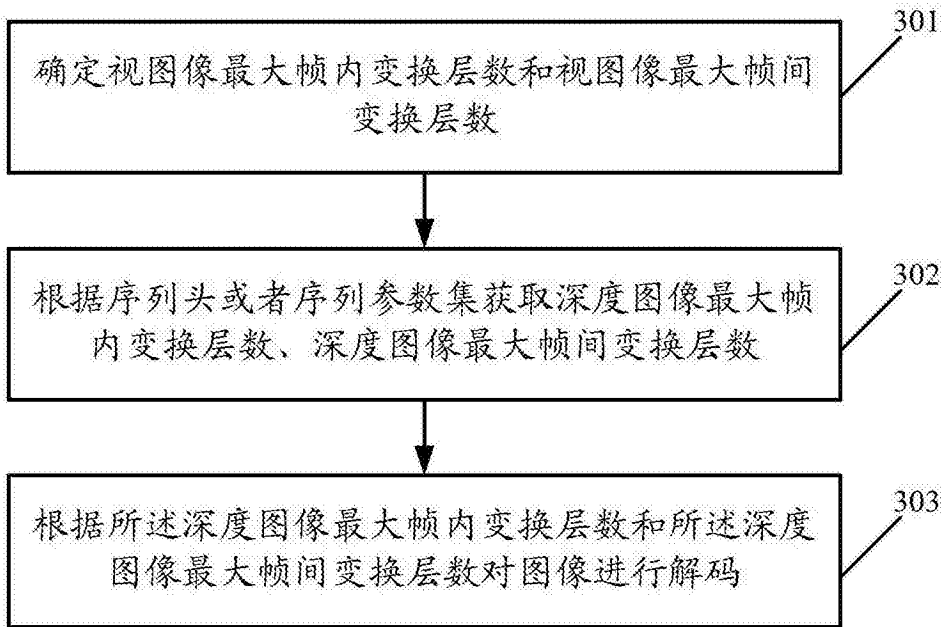 301
确定视图像最大帧内变换层数和视图像最大帧间
变换层数
302
根据序列头或者序列参数集获取深度图像最大帧
内变换层数、深度图像最大帧间变换层数
303
根据所述深度图像最大帧内变换层数和所述深度
图像最大帧间变换层数对图像进行解码